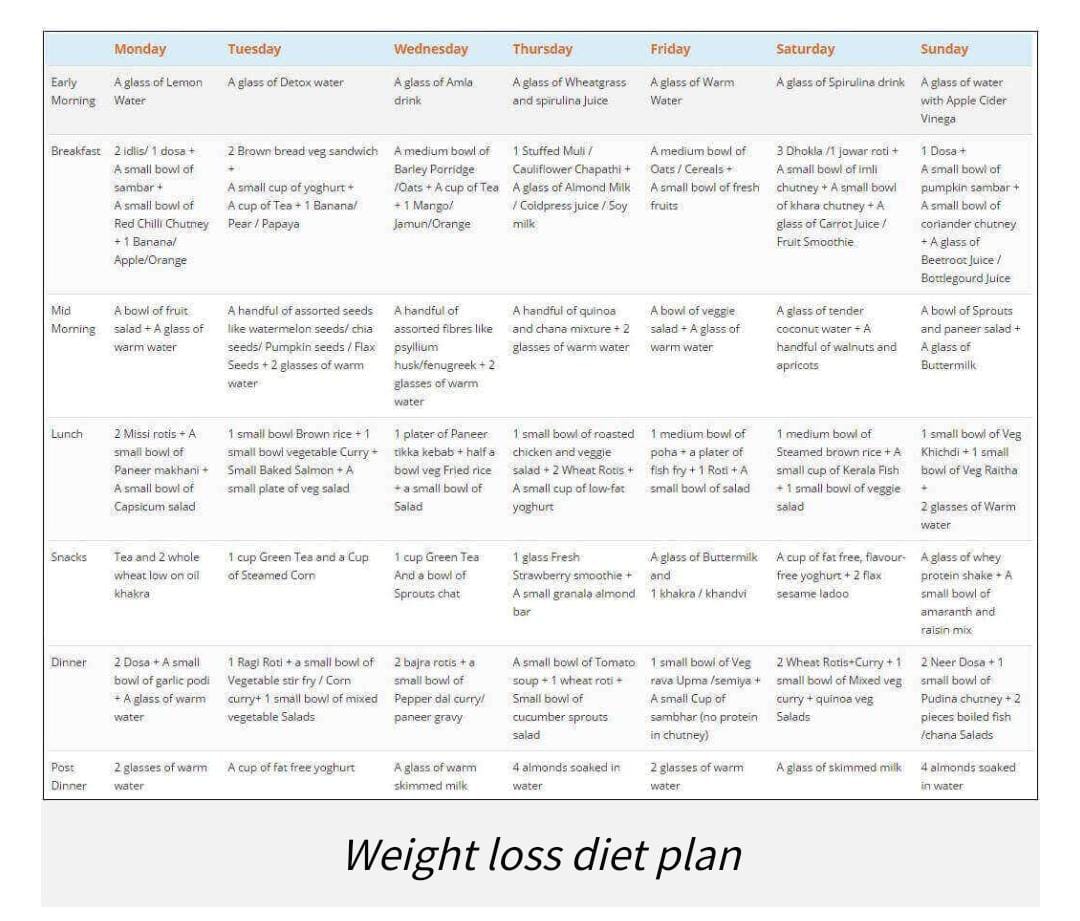 Monday Tuesday Wednesday Thursday Friday Saturday Sunday
Early Morning
A glass of Lemon
Water
A glass of Detox water
A glass of Amla
drink
A glass of Wheatgrass
and spirulina Juice
A glass of Warm
Water
A glass of Spirulina drink
A glass of water
with Apple Cider
Vinega
Breakfast
2 idlis/ 1 dosa +
A small bowl of
sambar +
A small bowl of
Red Chilli Chutney
+ 1 Banana/
Apple/Orange
2 Brown bread veg sandwich
+
A small cup of yoghurt +
A cup of Tea + 1 Banana/
Pear / Papaya
A medium bowl of
Barley Porridge
/Oats + A cup of Tea
+ 1 Mango/
Jamun/Orange
1 Stuffed Muli /
Cauliflower Chapathi +
A glass of Almond Milk
/ Coldpress juice / Soy
milk
A medium bowl of
Oats / Cereals +
A small bowl of fresh
fruits
3 Dhokla /1 jowar roti +
A small bowl of imli
chutney + A small bowl
of khara chutney + A
glass of Carrot Juice /
Fruit Smoothie
1 Dosa +
A small bowl of
pumpkin sambar +
A small bowl of
coriander chutney
+ A glass of
Beetroot Juice /
Bottlegourd Juice
Mid
Morning
A bowl of fruit
salad + A glass of
warm water
A handful of assorted seeds
like watermelon seeds/ chia
seeds/ Pumpkin seeds / Flax
Seeds + 2 glasses of warm
water
A handful of
assorted fibres like
psyllium
husk/fenugreek + 2
glasses of warm
water
A handful of quinoa
and chana mixture + 2
glasses of warm water
A bowl of veggie
salad + A glass of
warm water
A glass of tender
coconut water + A
handful of walnuts and
apricots
A bowl of Sprouts
and paneer salad +
A glass of
Buttermilk
Lunch
2 Missi rotis + A
small bowl of
Paneer makhani +
A small bowl of
Capsicum salad
1 small bowl Brown rice + 1
small bowl vegetable Curry +
Small Baked Salmon + A
small plate of veg salad
1 plater of Paneer
tikka kebab + half a
bowl veg Fried rice
+ a small bowl of
Salad
1 small bowl of roasted
chicken and veggie
salad + 2 Wheat Rotis +
A small cup of low-fat
yoghurt
1 medium bowl of
poha + a plater of
fish fry + 1 Roti + A
small bowl of salad
1 medium bowl of
Steamed brown rice + A
small cup of Kerala Fish
+ 1 small bowl of veggie
salad
1 small bowl of Veg
Khichdi + 1 small
bowl of Veg Raitha
+
2 glasses of Warm
water
Snacks
Tea and 2 whole
wheat low on oil
khakra
1 cup Green Tea and a Cup
of Steamed Corn
1 cup Green Tea
And a bowl of
Sprouts chat
1 glass Fresh
Strawberry smoothie +
A small granala almond
bar
A glass of Buttermilk
and
1 khakra / khandvi
A cup of fat free, flavour-
free yoghurt + 2 flax
sesame ladoo
A glass of whey
protein shake + A
small bowl of
amaranth and
raisin mix
Dinner
2 Dosa + A small
bowl of garlic podi
+ A glass of warm
water
1 Ragi Roti + a small bowl of
Vegetable stir fry / Corn
curry+ 1 small bowl of mixed
vegetable Salads
2 bajra rotis + a
small bowl of
Pepper dal curry/
paneer gravy
A small bowl of Tomato
soup + 1 wheat roti +
Small bowl of
cucumber sprouts
salad
1 small bowl of Veg
rava Upma /semiya +
A small Cup of
sambhar (no protein
in chutney)
2 Wheat Rotis+Curry + 1
small bowl of Mixed veg
curry + quinoa veg
Salads
2 Neer Dosa + 1
small bowl of
Pudina chutney + 2
pieces boiled fish
/chana Salads
Post
Dinner
2 glasses of warm
water
A cup of fat free yoghurt
A glass of warm
skimmed milk
4 almonds soaked in
water
2 glasses of warm
water
A glass of skimmed milk
4 almonds soaked
in water
Weight loss diet plan